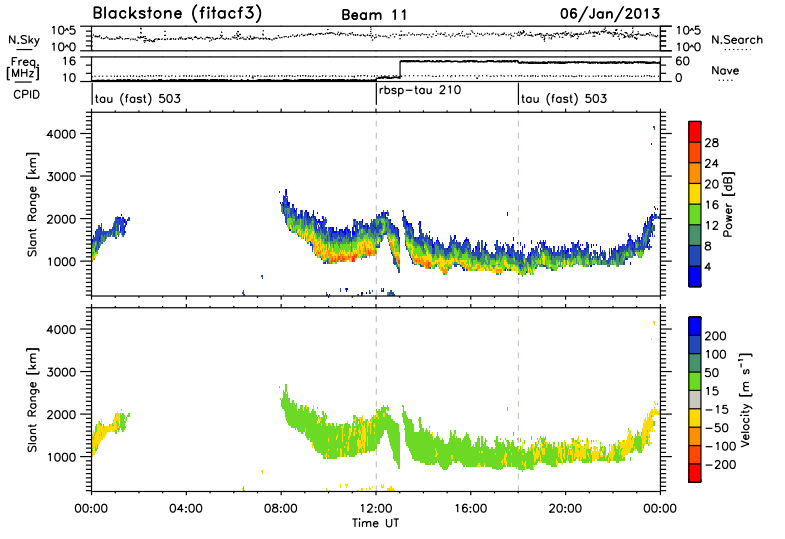 Blackstone (fitacf3) Beam 11 06/Jan/2013
N.Sky 10^5 10^0 10^5 10^0 N.Search
Freq. [MHz] 16 10 60 0 Nave
CPID tau (fast) 503 rbsp-tau 210 tau (fast) 503
Slant Range [km]
4000
3000
2000
1000
Power [dB]
28
24
20
16
12
8
4
Slant Range [km]
4000
3000
2000
1000
Velocity [m s^-1]
200
100
50
15
-15
-50
-100
-200
00:00 04:00 08:00 12:00 16:00 20:00 00:00
Time UT